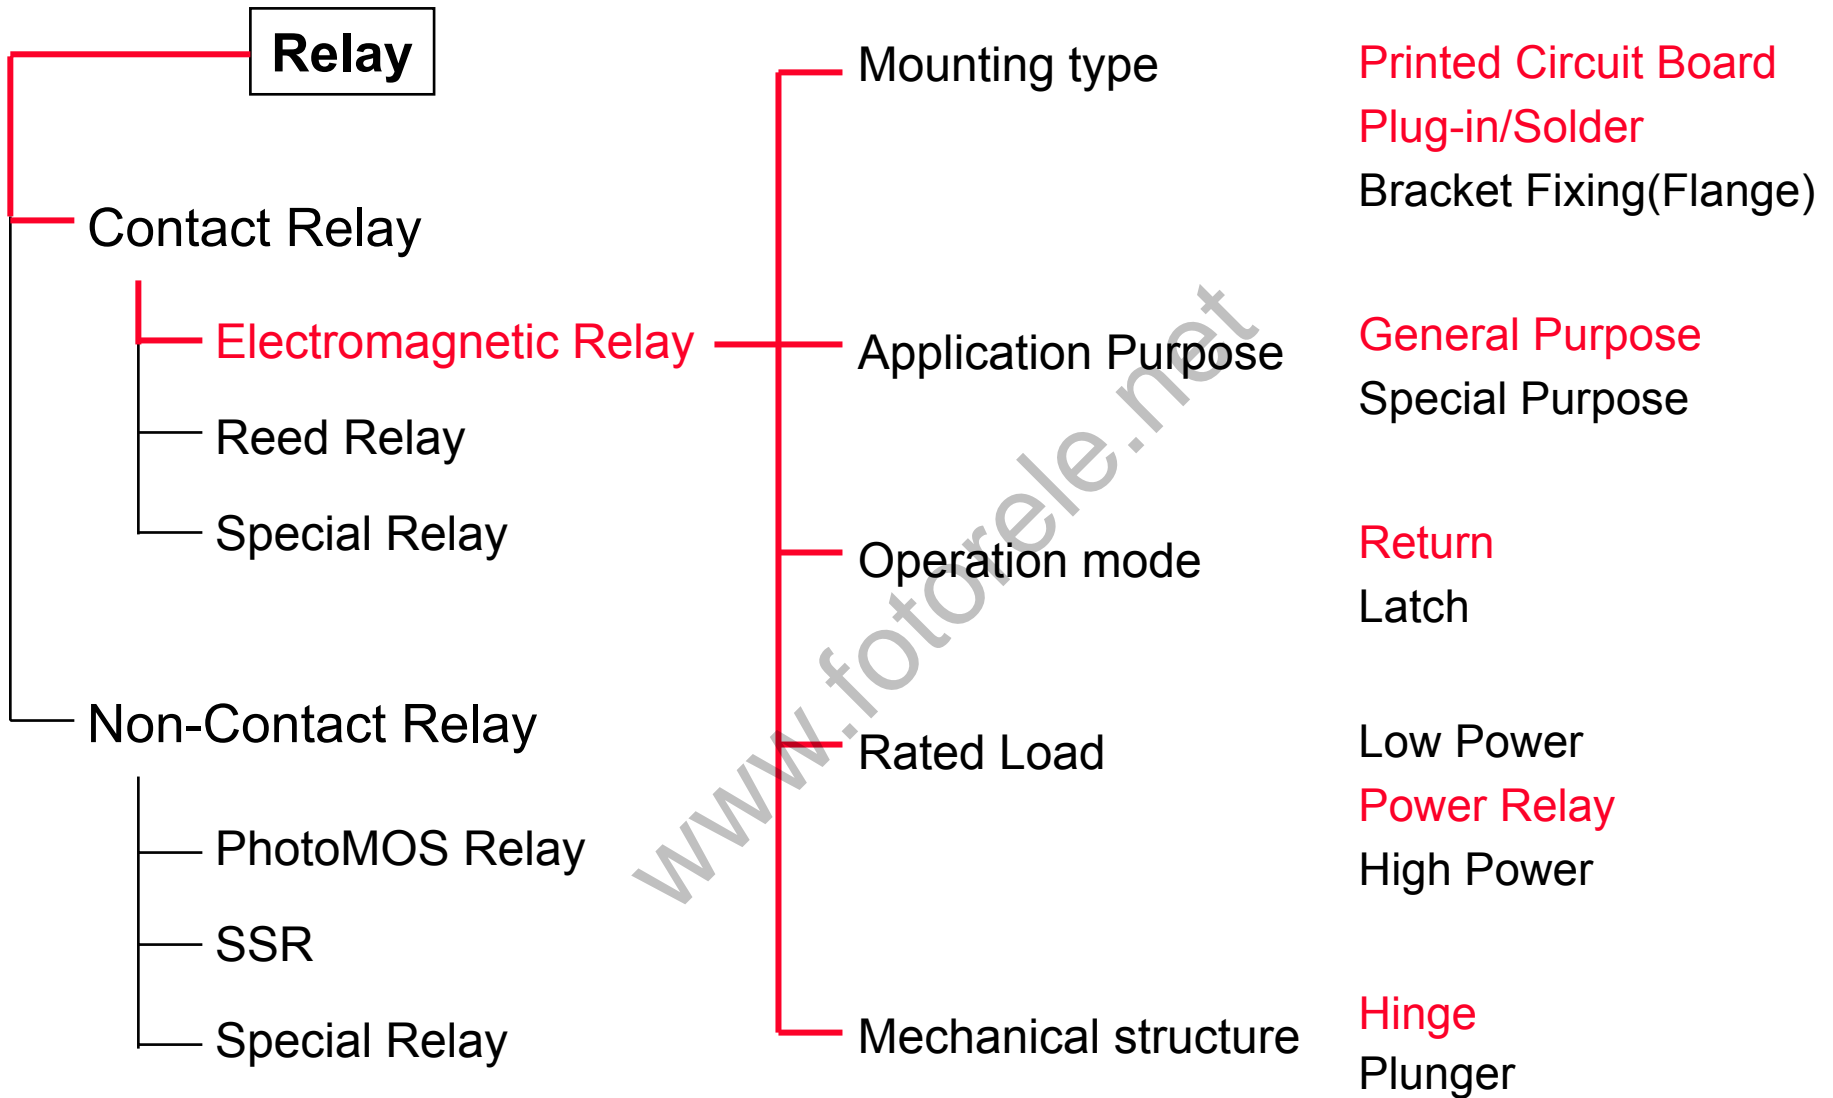 Relay
Contact Relay
Electromagnetic Relay
Reed Relay
Special Relay
Non-Contact Relay
PhotoMOS Relay
SSR
Special Relay
Mounting type
Printed Circuit Board
Plug-in/Solder
Bracket Fixing(Flange)
Application Purpose
General Purpose
Special Purpose
Operation mode
Return
Latch
Rated Load
Low Power
Power Relay
High Power
Mechanical structure
Hinge
Plunger
www.fotorele.net